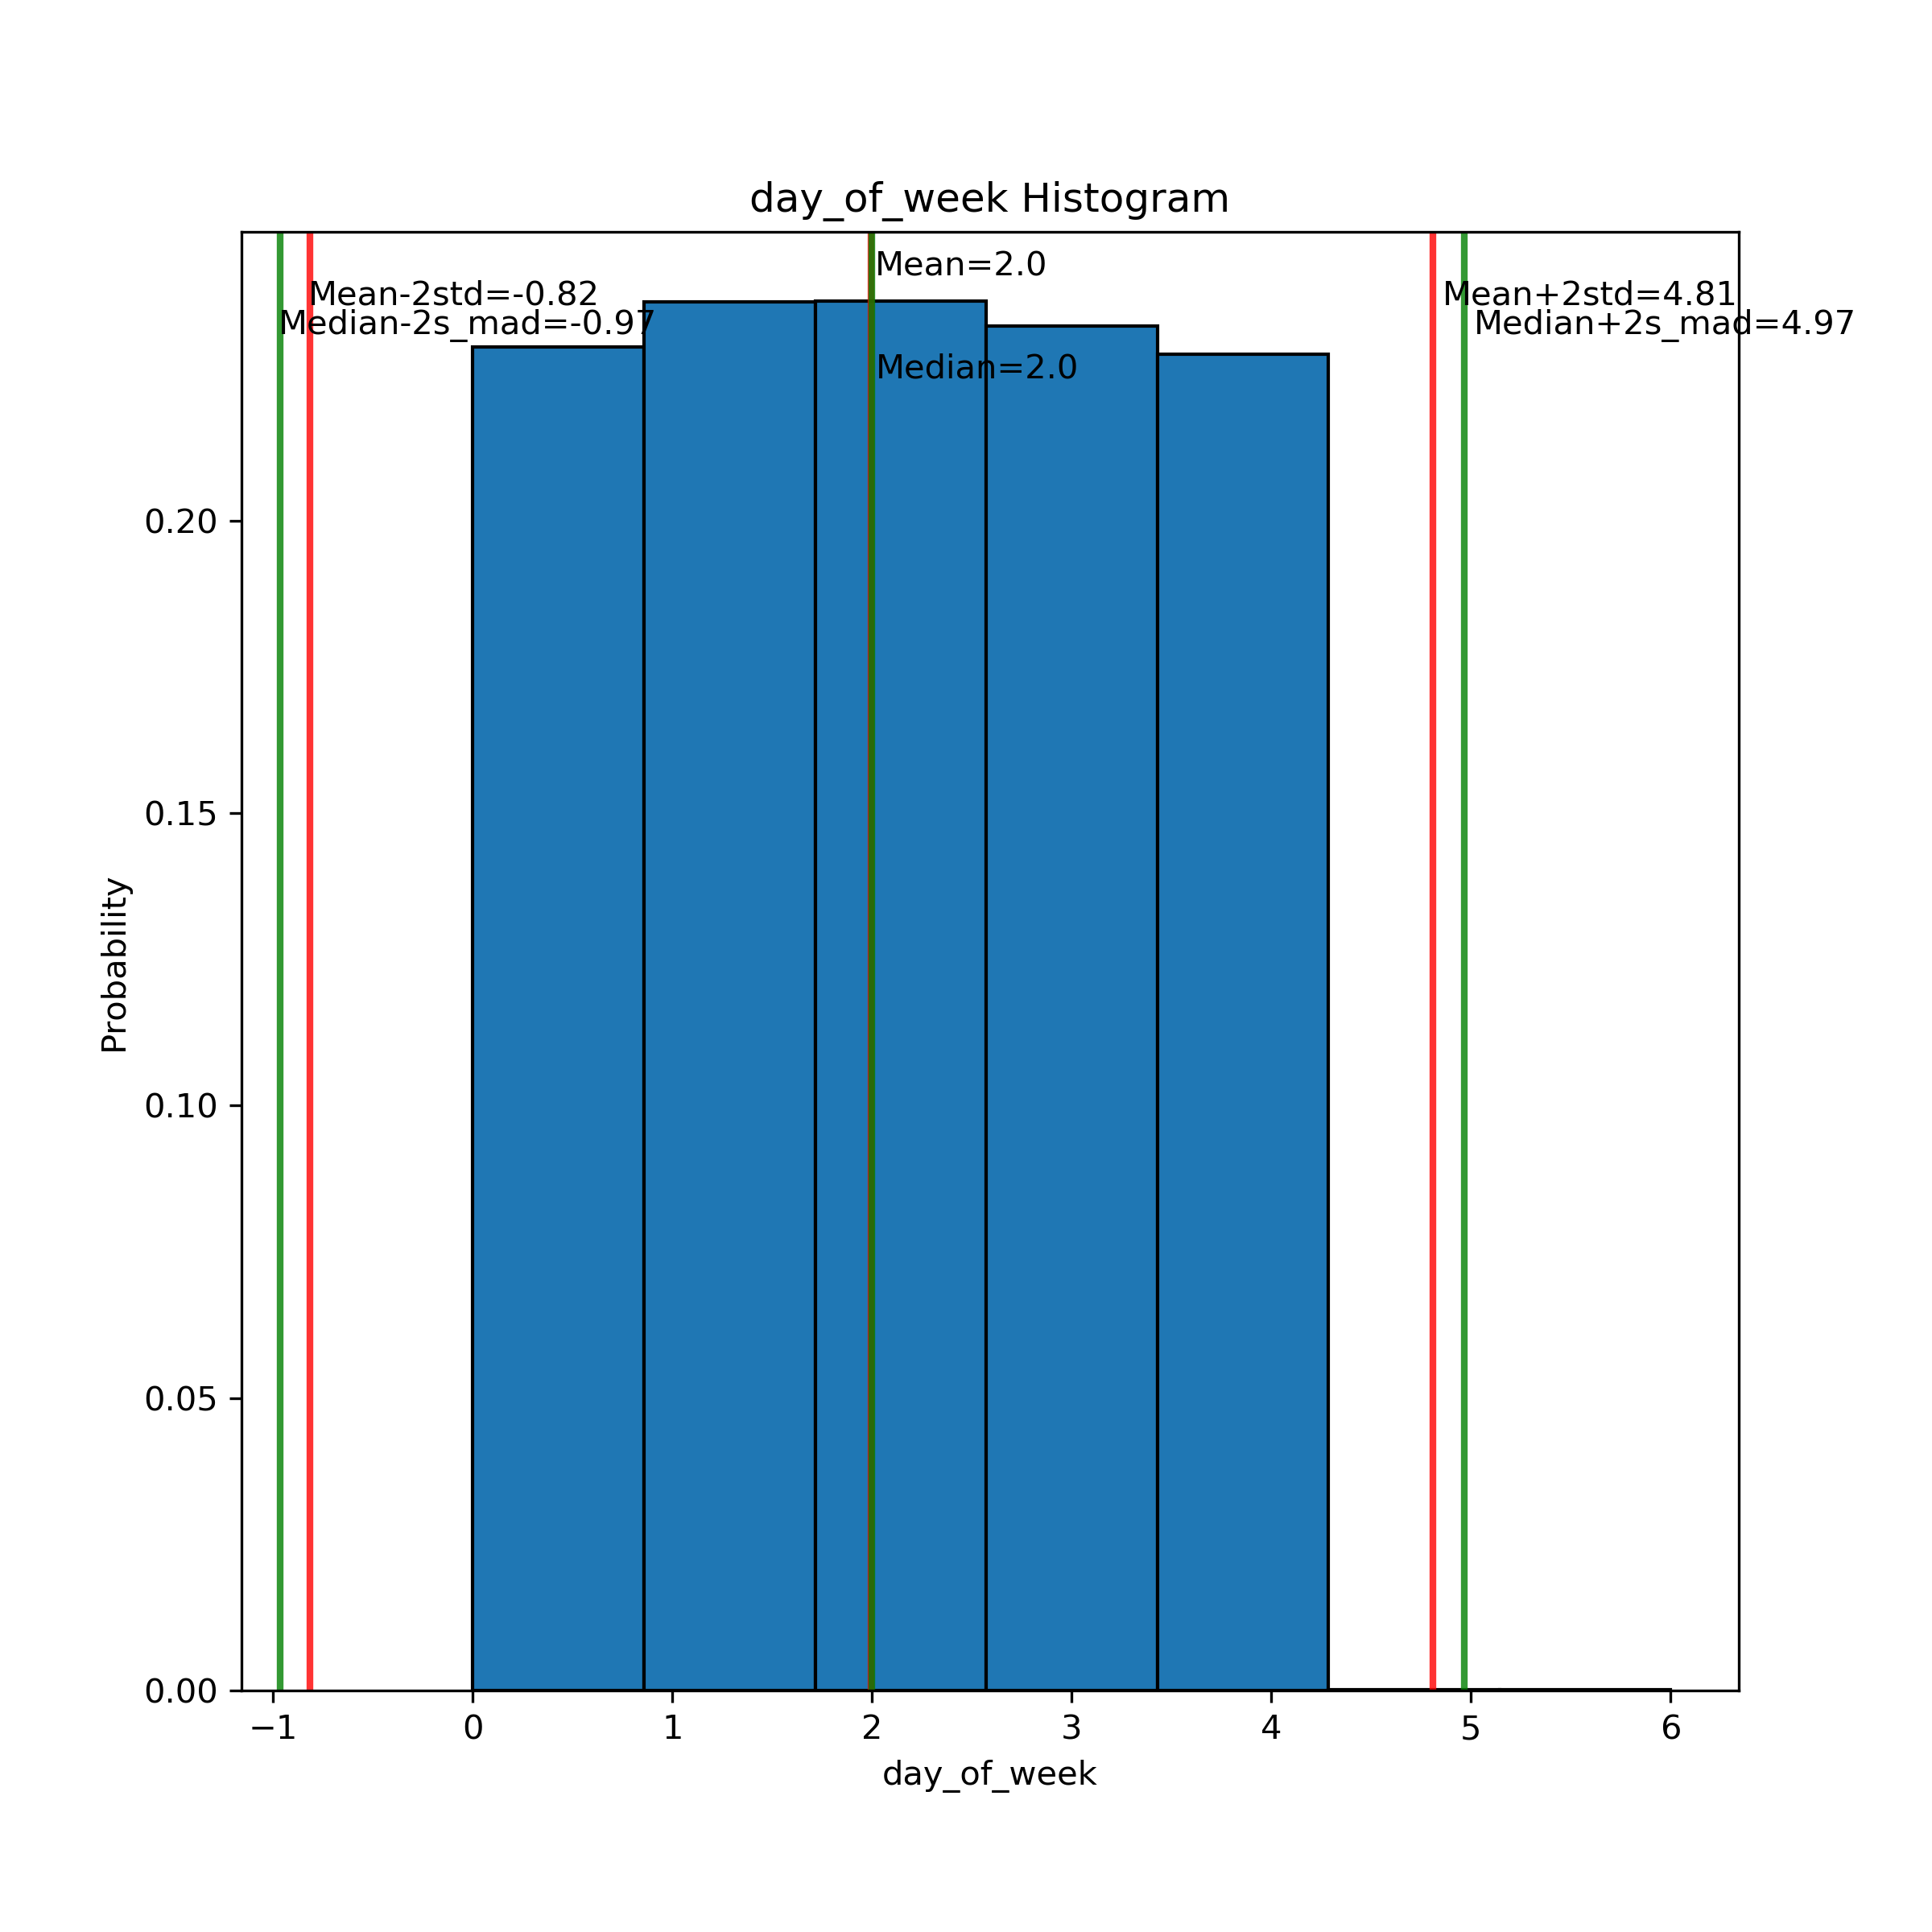 day_of_week Histogram
Mean=2.0
Mean-2std=-0.82
Mean+2std=4.81
Median-2s_mad=-0.97
Median+2s_mad=4.97
Median=2.0
0.20
0.15
0.10
0.05
0.00
Probability
−1 0 1 2 3 4 5 6
day_of_week